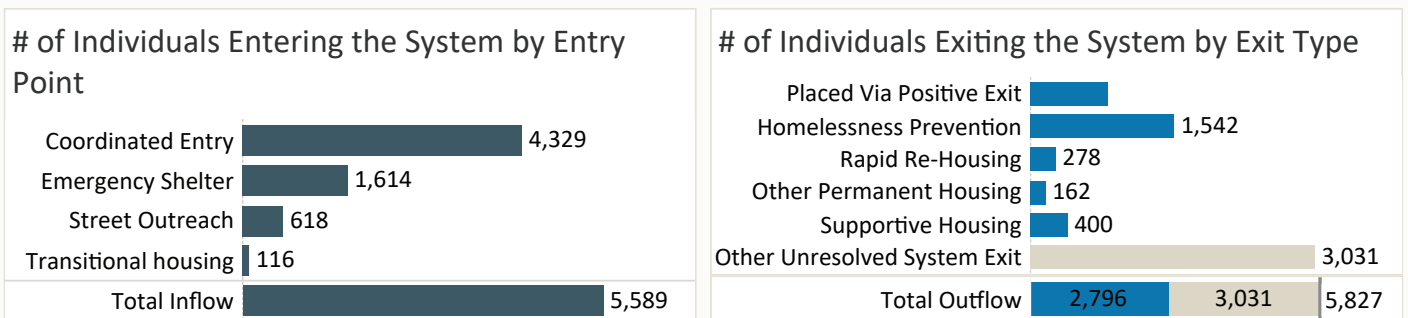 # of Individuals Entering the System by Entry
Point
Coordinated Entry 4,329
Emergency Shelter 1,614
Street Outreach 618
Transitional housing 116
Total Inflow 5,589
# of Individuals Exiting the System by Exit Type
Placed Via Positive Exit
Homelessness Prevention 1,542
Rapid Re-Housing 278
Other Permanent Housing 162
Supportive Housing 400
Other Unresolved System Exit 3,031
Total Outflow 2,796 3,031 5,827